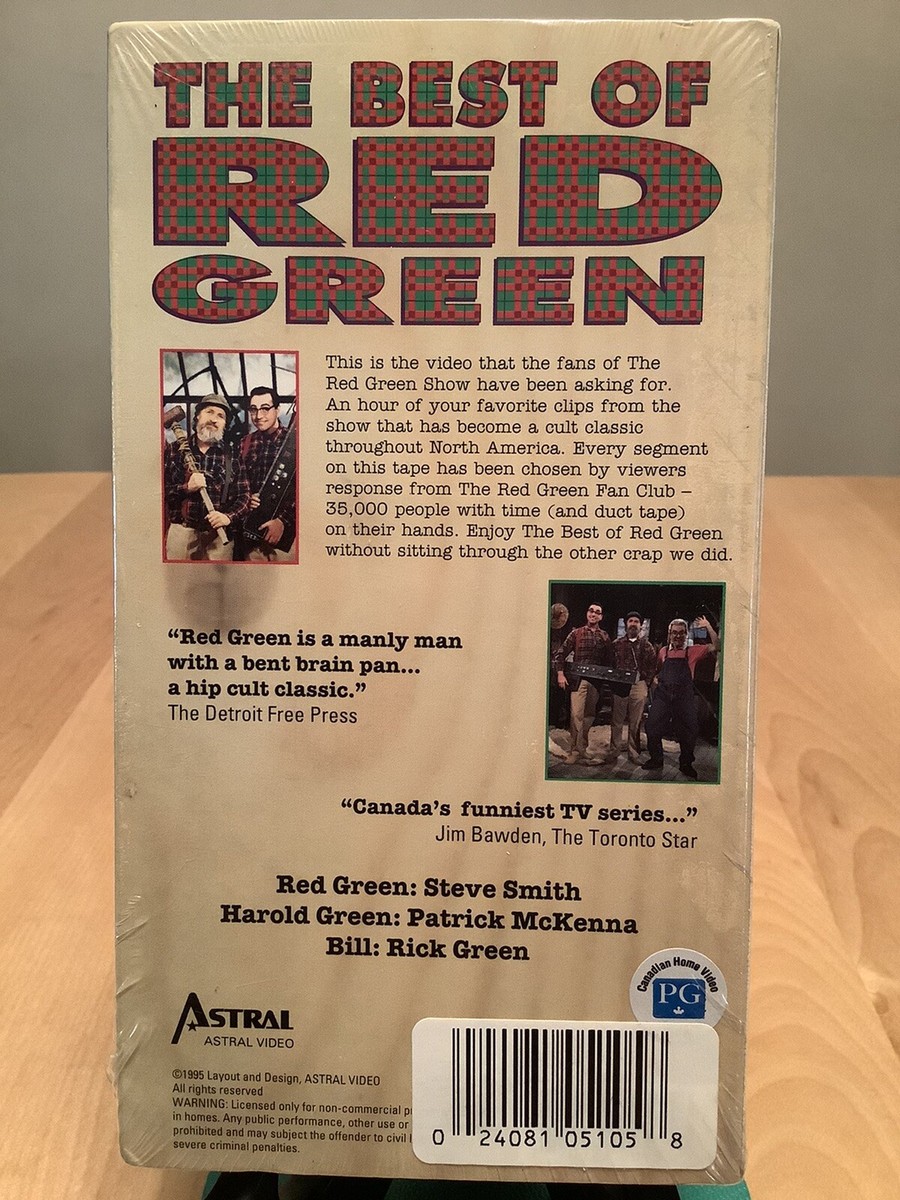 THE BEST OF
RED
GREEN
This is the video that the fans of The
Red Green Show have been asking for.
An hour of your favorite clips from the
show that has become a cult classic
throughout North America. Every segment
on this tape has been chosen by viewers
response from The Red Green Fan Club –
35,000 people with time (and duct tape)
on their hands. Enjoy The Best of Red Green
without sitting through the other crap we did.
“Red Green is a manly man
with a bent brain pan...
a hip cult classic.”
The Detroit Free Press
“Canada's funniest TV series...”
Jim Bawden, The Toronto Star
Red Green: Steve Smith
Harold Green: Patrick McKenna
Bill: Rick Green
Canadian Home Video
PG
ASTRAL
ASTRAL VIDEO
©1995 Layout and Design, ASTRAL VIDEO
All rights reserved
WARNING: Licensed only for non-commercial
in homes. Any public performance, other use or
prohibited and may subject the offender to civil
severe criminal penalties.
0 24081 05105 8